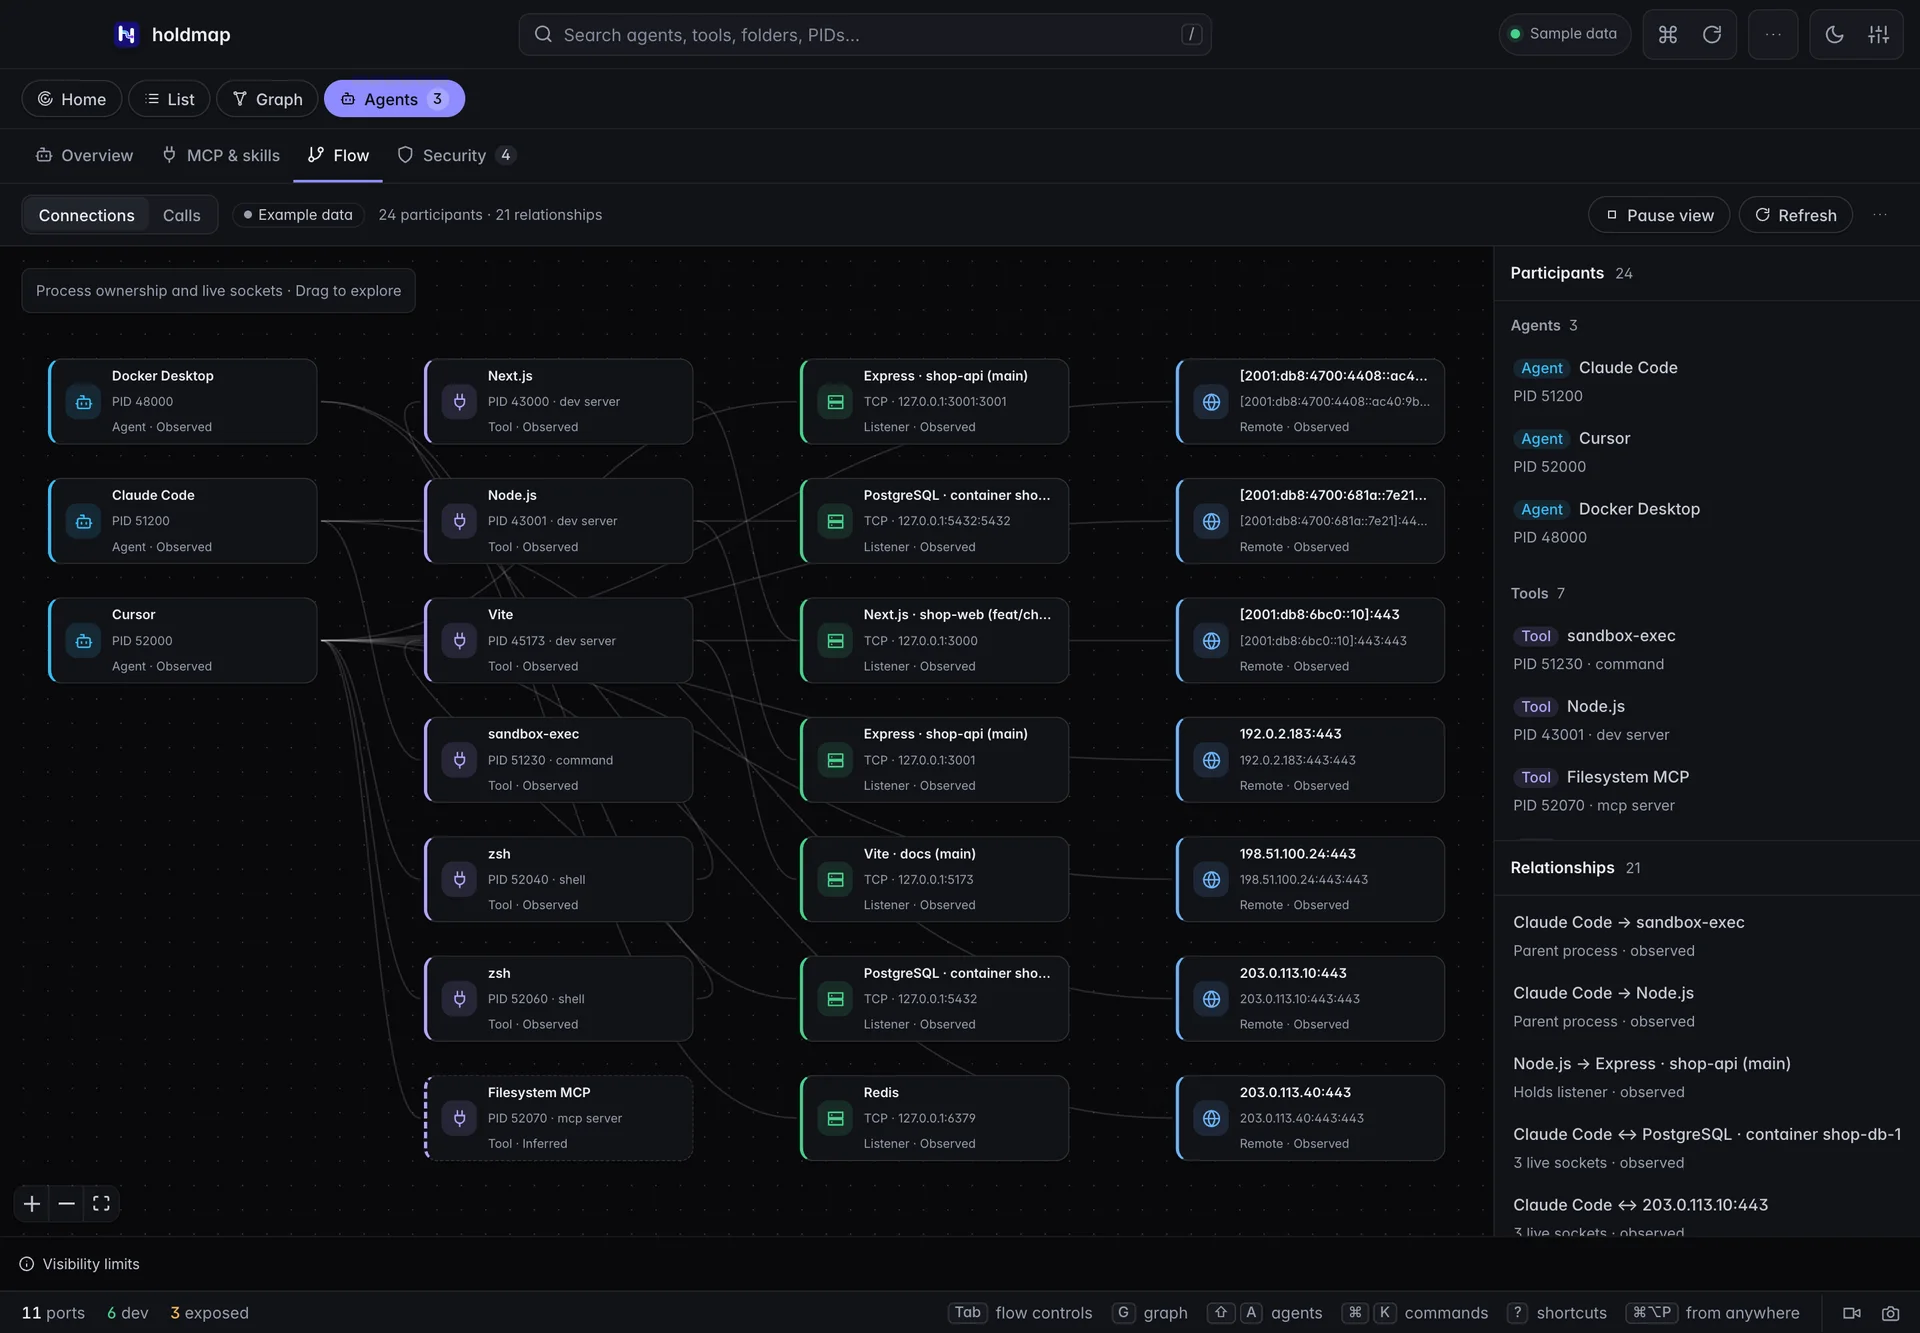 holdmap
Search agents, tools, folders, PIDs...
/
Sample data
Home
List
Graph
Agents 3
Overview
MCP & skills
Flow
Security 4
Connections
Calls
Example data
24 participants · 21 relationships
Pause view
Refresh
Process ownership and live sockets · Drag to explore
Docker Desktop
PID 48000
Agent · Observed
Claude Code
PID 51200
Agent · Observed
Cursor
PID 52000
Agent · Observed
Next.js
PID 43000 · dev server
Tool · Observed
Node.js
PID 43001 · dev server
Tool · Observed
Vite
PID 45173 · dev server
Tool · Observed
sandbox-exec
PID 51230 · command
Tool · Observed
zsh
PID 52040 · shell
Tool · Observed
zsh
PID 52060 · shell
Tool · Observed
Filesystem MCP
PID 52070 · mcp server
Tool · Inferred
Express · shop-api (main)
TCP · 127.0.0.1:3001:3001
Listener · Observed
PostgreSQL · container sho...
TCP · 127.0.0.1:5432:5432
Listener · Observed
Next.js · shop-web (feat/ch...
TCP · 127.0.0.1:3000
Listener · Observed
Express · shop-api (main)
TCP · 127.0.0.1:3001
Listener · Observed
Vite · docs (main)
TCP · 127.0.0.1:5173
Listener · Observed
PostgreSQL · container sho...
TCP · 127.0.0.1:5432
Listener · Observed
Redis
TCP · 127.0.0.1:6379
Listener · Observed
[2001:db8:4700:4408::ac4...
[2001:db8:4700:4408::ac40:9b...
Remote · Observed
[2001:db8:4700:681a::7e21...
[2001:db8:4700:681a::7e21]:44...
Remote · Observed
[2001:db8:6bc0::10]:443
[2001:db8:6bc0::10]:443:443
Remote · Observed
192.0.2.183:443
192.0.2.183:443:443
Remote · Observed
198.51.100.24:443
198.51.100.24:443:443
Remote · Observed
203.0.113.10:443
203.0.113.10:443:443
Remote · Observed
203.0.113.40:443
203.0.113.40:443:443
Remote · Observed
Participants 24
Agents 3
Agent Claude Code
PID 51200
Agent Cursor
PID 52000
Agent Docker Desktop
PID 48000
Tools 7
Tool sandbox-exec
PID 51230 · command
Tool Node.js
PID 43001 · dev server
Tool Filesystem MCP
PID 52070 · mcp server
Relationships 21
Claude Code → sandbox-exec
Parent process · observed
Claude Code → Node.js
Parent process · observed
Node.js → Express · shop-api (main)
Holds listener · observed
Claude Code ↔ PostgreSQL · container shop-db-1
3 live sockets · observed
Claude Code ↔ 203.0.113.10:443
3 live sockets · observed
Visibility limits
11 ports 6 dev 3 exposed
Tab flow controls G graph ⇧ A agents ⌘ K commands ? shortcuts ⌘⌥P from anywhere